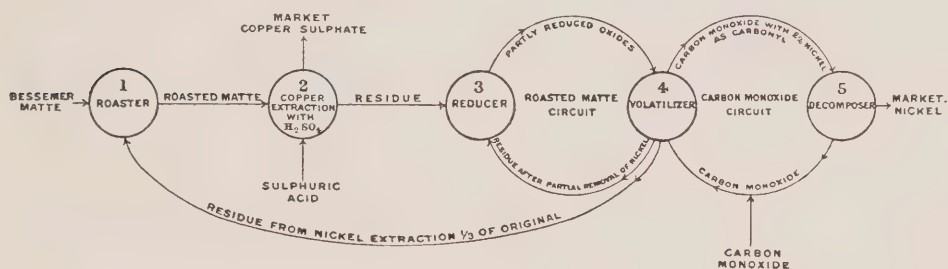 MARKET
COPPER SULPHATE
BESSEMER
MATTE
1
ROASTER
ROASTED MATTE
2
COPPER
EXTRACTION
WITH
H₂SO₄
SULPHURIC
ACID
RESIDUE
3
REDUCER
PARTLY REDUCED OXIDES
ROASTED MATTE
CIRCUIT
RESIDUE AFTER PARTIAL REMOVAL OF NICKEL
4
VOLATILIZER
CARBON MONOXIDE WITH 2% NICKEL
AS CARBONYL
CARBON MONOXIDE
CIRCUIT
5
DECOMPOSER
MARKET.
NICKEL.
CARBON MONOXIDE
CARBON
MONOXIDE
RESIDUE FROM NICKEL EXTRACTION ⅓ OF ORIGINAL